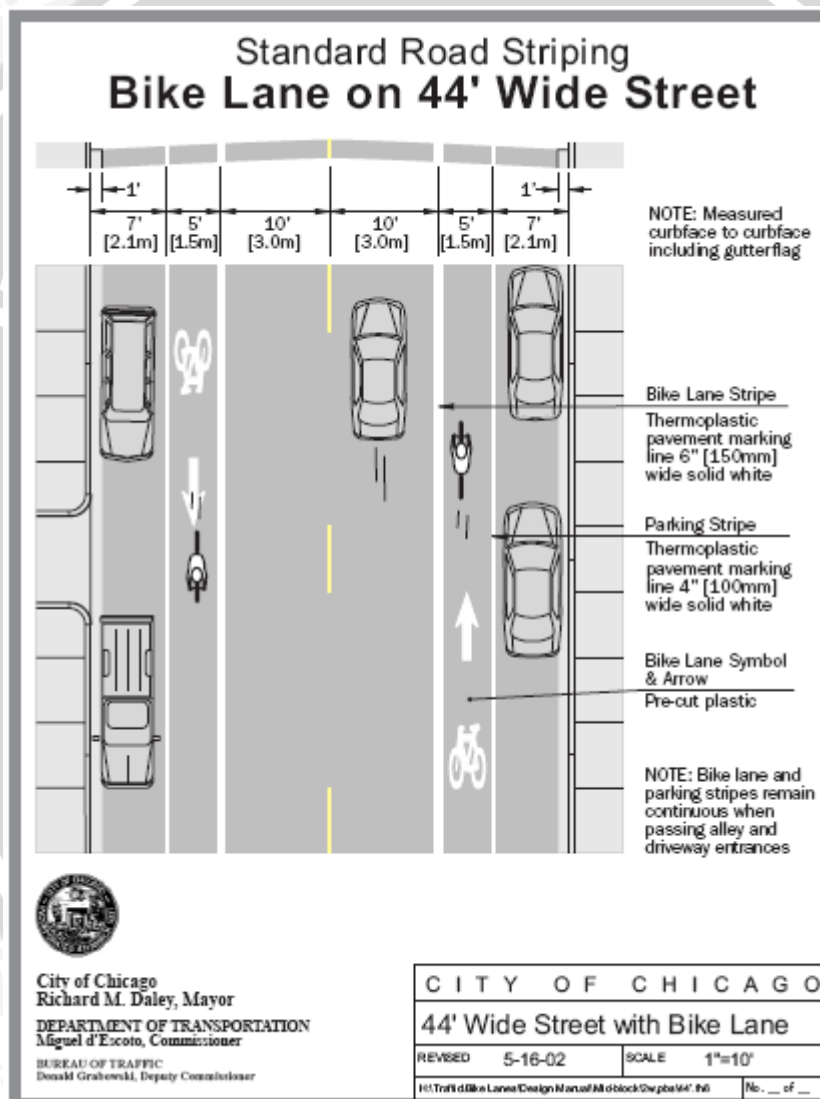 Standard Road Striping
Bike Lane on 44' Wide Street
1' 1'
7' 5' 10' 10' 5' 7'
[2.1m] [1.5m] [3.0m] [3.0m] [1.5m] [2.1m]
NOTE: Measured
curbface to curbface
including gutterflag
Bike Lane Stripe
Thermoplastic
pavement marking
line 6" [150mm]
wide solid white
Parking Stripe
Thermoplastic
pavement marking
line 4" [100mm]
wide solid white
Bike Lane Symbol
& Arrow
Pre-cut plastic
NOTE: Bike lane and
parking stripes remain
continuous when
passing alley and
driveway entrances
City of Chicago
Richard M. Daley, Mayor
DEPARTMENT OF TRANSPORTATION
Miguel d'Escoto, Commissioner
BUREAU OF TRAFFIC
Donald Grabowski, Deputy Commissioner
CITY OF CHICAGO
44' Wide Street with Bike Lane
REVISED 5-16-02 SCALE 1"=10'
No. __ of __